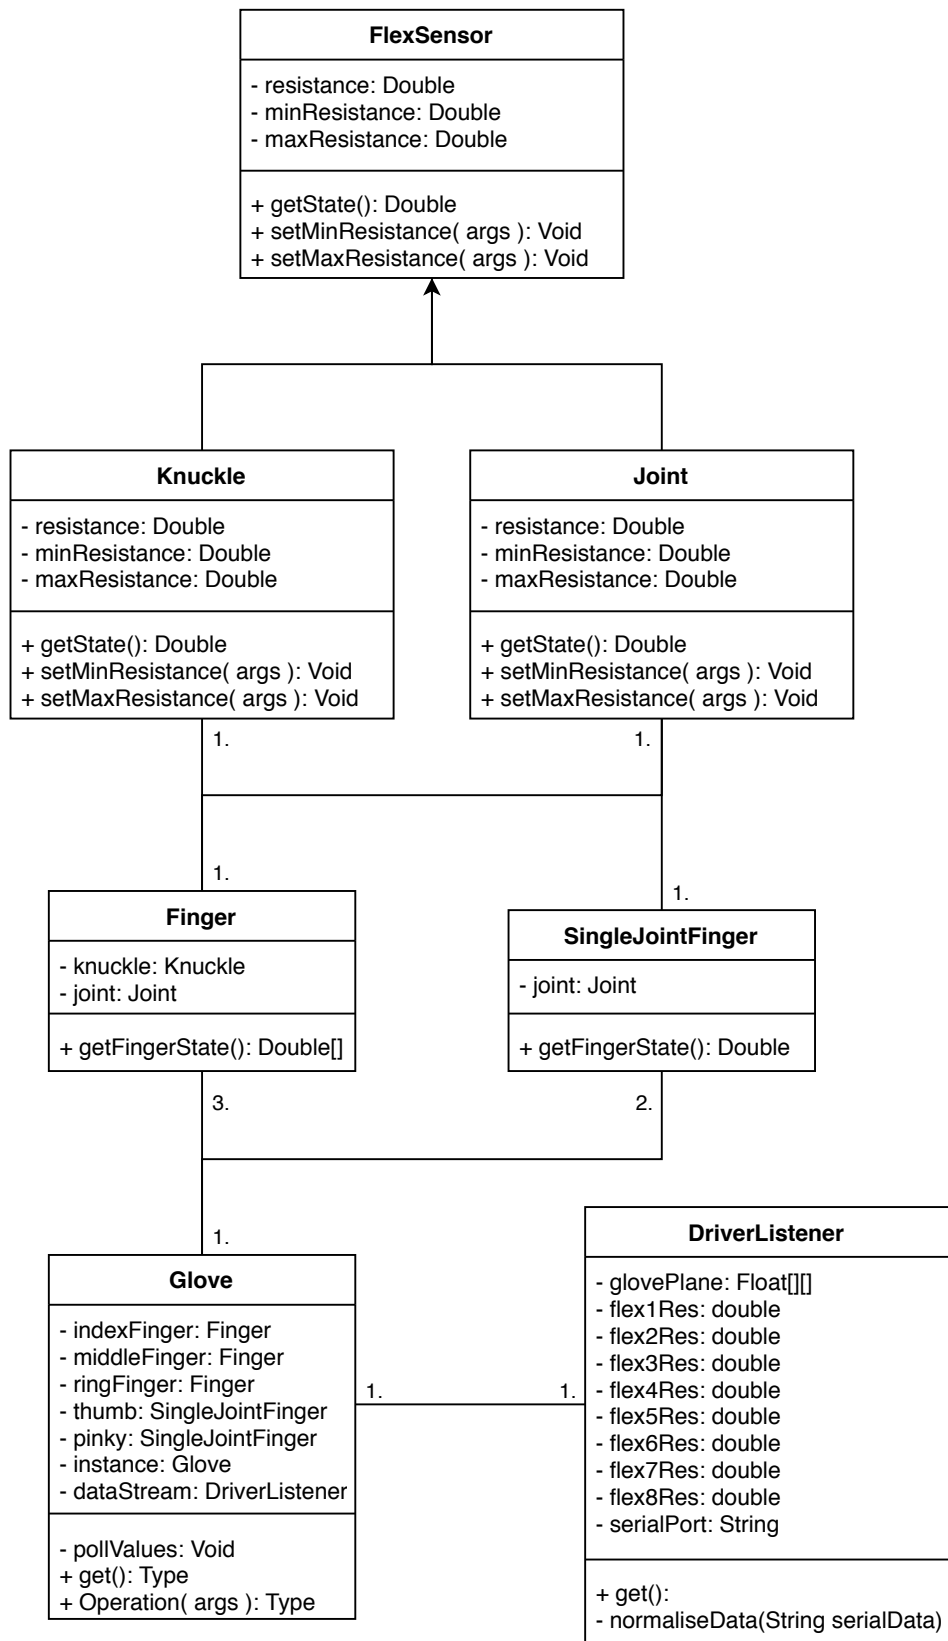 FlexSensor
- resistance: Double
- minResistance: Double
- maxResistance: Double
+ getState(): Double
+ setMinResistance( args ): Void
+ setMaxResistance( args ): Void
Knuckle
- resistance: Double
- minResistance: Double
- maxResistance: Double
+ getState(): Double
+ setMinResistance( args ): Void
+ setMaxResistance( args ): Void
Joint
- resistance: Double
- minResistance: Double
- maxResistance: Double
+ getState(): Double
+ setMinResistance( args ): Void
+ setMaxResistance( args ): Void
1.
1.
1.
1.
Finger
- knuckle: Knuckle
- joint: Joint
+ getFingerState(): Double[]
SingleJointFinger
- joint: Joint
+ getFingerState(): Double
3.
2.
1.
Glove
- indexFinger: Finger
- middleFinger: Finger
- ringFinger: Finger
- thumb: SingleJointFinger
- pinky: SingleJointFinger
- instance: Glove
- dataStream: DriverListener
- pollValues: Void
+ get(): Type
+ Operation( args ): Type
1.
1.
DriverListener
- glovePlane: Float[][]
- flex1Res: double
- flex2Res: double
- flex3Res: double
- flex4Res: double
- flex5Res: double
- flex6Res: double
- flex7Res: double
- flex8Res: double
- serialPort: String
+ get():
- normaliseData(String serialData)